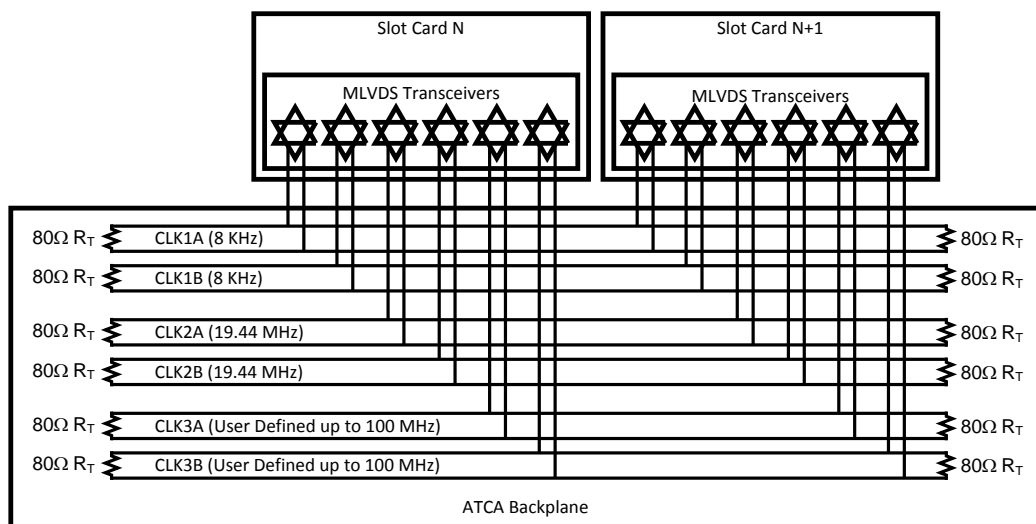 Slot Card N
Slot Card N+1
MLVDS Transceivers
MLVDS Transceivers
80Ω RT
CLK1A (8 KHz)
80Ω RT
80Ω RT
CLK1B (8 KHz)
80Ω RT
80Ω RT
CLK2A (19.44 MHz)
80Ω RT
80Ω RT
CLK2B (19.44 MHz)
80Ω RT
80Ω RT
CLK3A (User Defined up to 100 MHz)
80Ω RT
80Ω RT
CLK3B (User Defined up to 100 MHz)
80Ω RT
ATCA Backplane